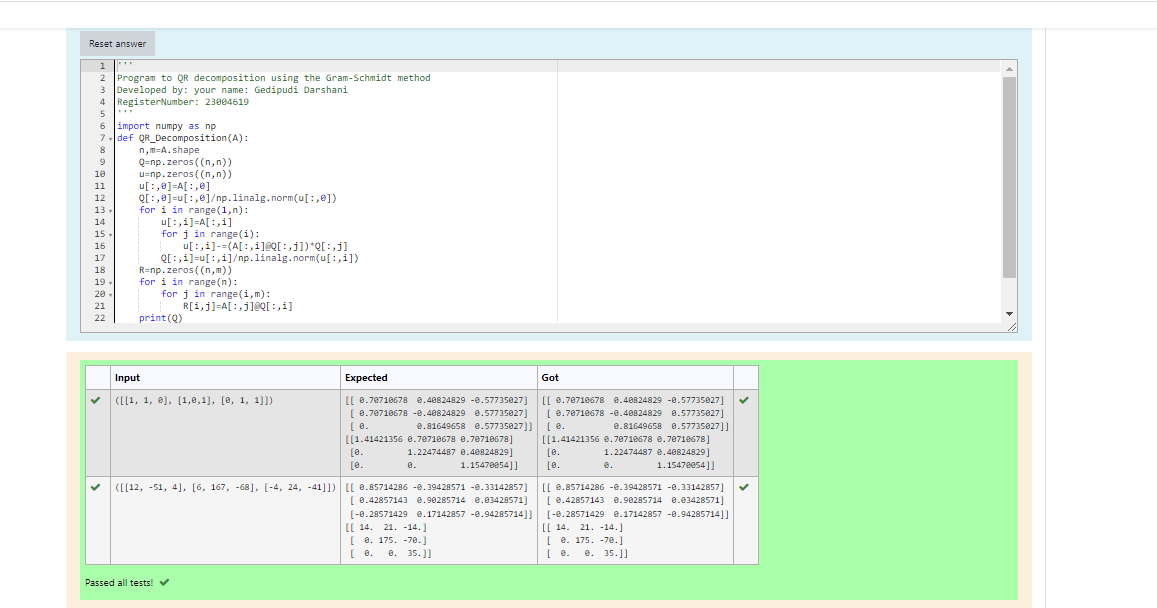 Reset answer
1 '''
2 Program to QR decomposition using the Gram-Schmidt method
3 Developed by: your name: Gedipudi Darshani
4 RegisterNumber: 23004619
5 '''
6 import numpy as np
7 def QR_Decomposition(A):
8     n,m=A.shape
9     Q=np.zeros((n,n))
10     u=np.zeros((n,n))
11     u[:,0]=A[:,0]
12     Q[:,0]=u[:,0]/np.linalg.norm(u[:,0])
13     for i in range(1,n):
14         u[:,i]=A[:,i]
15         for j in range(i):
16             u[:,i]-=(A[:,i]@Q[:,j])*Q[:,j]
17         Q[:,i]=u[:,i]/np.linalg.norm(u[:,i])
18     R=np.zeros((n,m))
19     for i in range(n):
20         for j in range(i,m):
21             R[i,j]=A[:,j]@Q[:,i]
22     print(Q)
Input Expected Got
([[1, 1, 0], [1,0,1], [0, 1, 1]]) [[ 0.70710678  0.40824829 -0.57735027] [[ 0.70710678  0.40824829 -0.57735027]
[ 0.70710678 -0.40824829  0.57735027] [ 0.70710678 -0.40824829  0.57735027]
[ 0.          0.81649658  0.57735027]] [ 0.          0.81649658  0.57735027]]
[[1.41421356 0.70710678 0.70710678] [[1.41421356 0.70710678 0.70710678]
[0.         1.22474487 0.40824829] [0.         1.22474487 0.40824829]
[0.         0.         1.15470054]] [0.         0.         1.15470054]]
([[12, -51, 4], [6, 167, -68], [-4, 24, -41]]) [[ 0.85714286 -0.39428571 -0.33142857] [[ 0.85714286 -0.39428571 -0.33142857]
[ 0.42857143  0.90285714  0.03428571] [ 0.42857143  0.90285714  0.03428571]
[-0.28571429  0.17142857 -0.94285714]] [-0.28571429  0.17142857 -0.94285714]]
[[ 14.  21. -14.] [[ 14.  21. -14.]
[  0. 175. -70.] [  0. 175. -70.]
[  0.   0.  35.]] [  0.   0.  35.]]
Passed all tests!